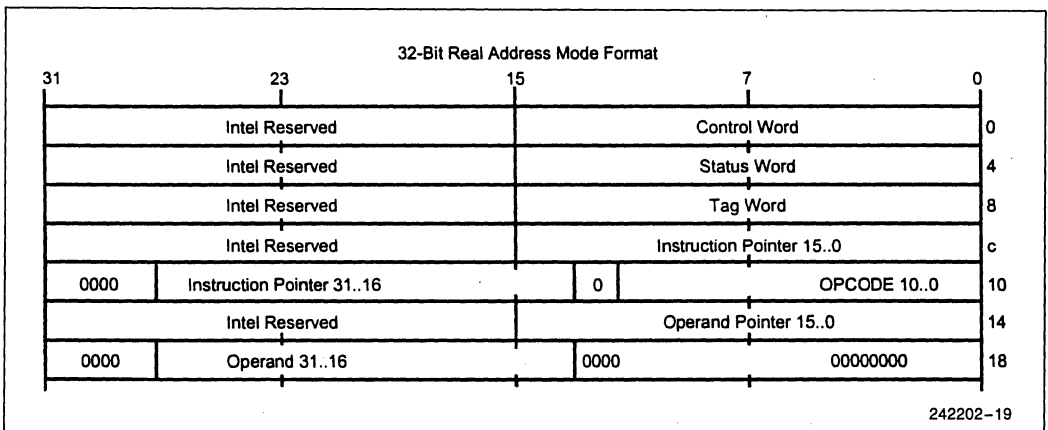 32-Bit Real Address Mode Format
31 23 15 7 0
Intel Reserved Control Word 0
Intel Reserved Status Word 4
Intel Reserved Tag Word 8
Intel Reserved Instruction Pointer 15..0 c
0000 Instruction Pointer 31..16 0 OPCODE 10..0 10
Intel Reserved Operand Pointer 15..0 14
0000 Operand 31..16 0000 00000000 18
242202-19